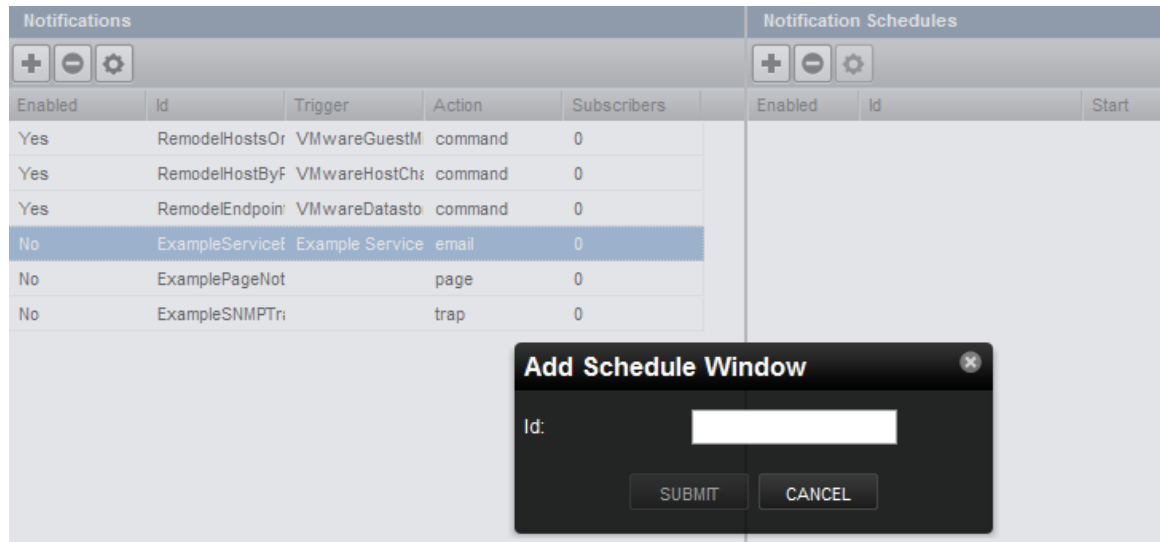 Notifications
Notification Schedules
Enabled Id Trigger Action Subscribers
Enabled Id Start
Yes RemodelHostsOr VMwareGuestM command 0
Yes RemodelHostByF VMwareHostCha command 0
Yes RemodelEndpoin VMwareDatasto command 0
No ExampleServiceE Example Service email 0
No ExamplePageNot page 0
No ExampleSNMPTra trap 0
Add Schedule Window
Id:
SUBMIT CANCEL